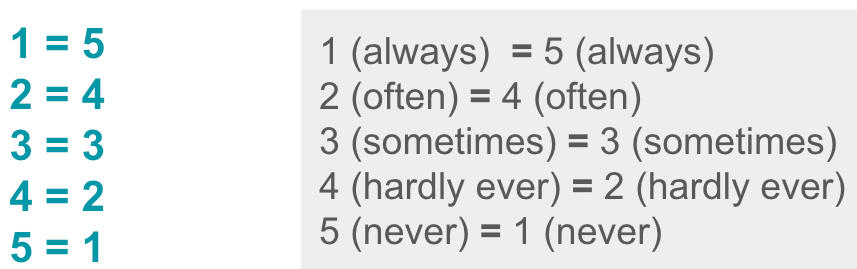 1 = 5
2 = 4
3 = 3
4 = 2
5 = 1
1 (always) = 5 (always)
2 (often) = 4 (often)
3 (sometimes) = 3 (sometimes)
4 (hardly ever) = 2 (hardly ever)
5 (never) = 1 (never)